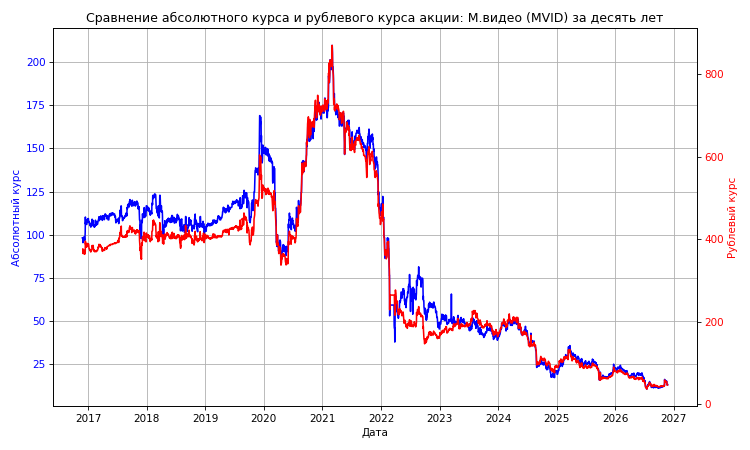 Сравнение абсолютного курса и рублевого курса акции: М.видео (MVID) за десять лет
200
175
150
125
100
75
50
25
Абсолютный курс
800
600
400
200
0
Рублевый курс
2017 2018 2019 2020 2021 2022 2023 2024 2025 2026 2027
Дата